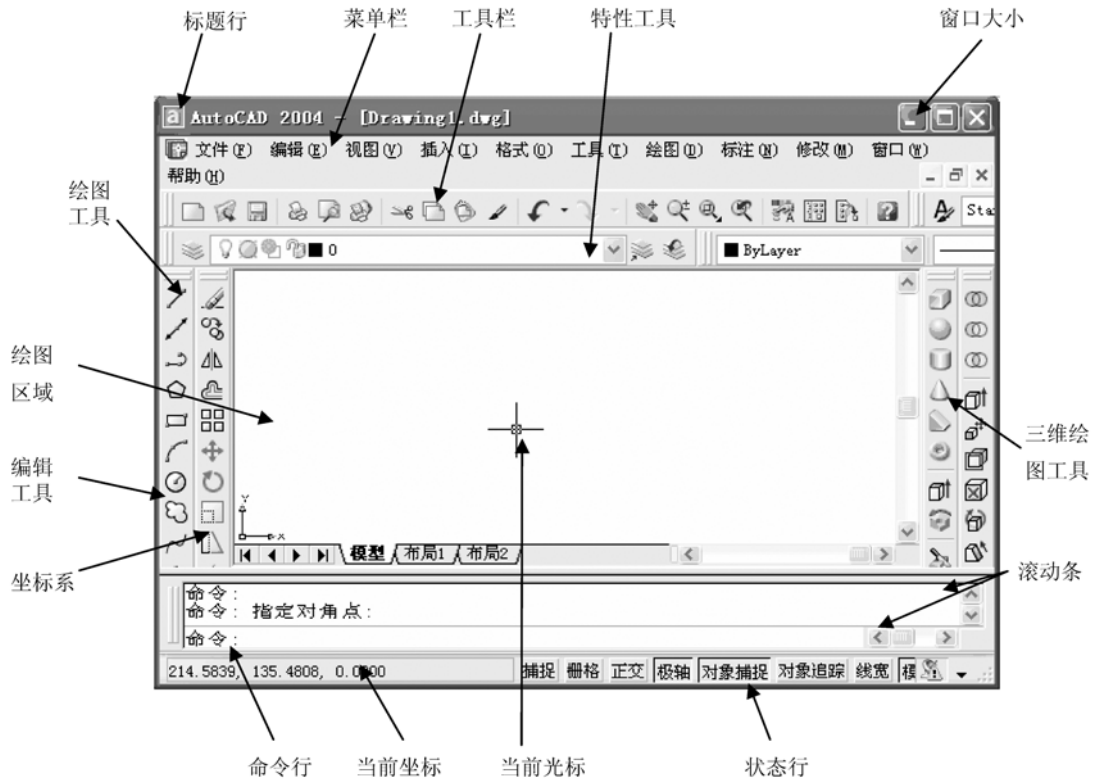 标题行 菜单栏 工具栏 特性工具 窗口大小
a AutoCAD 2004 - [Drawing1.dwg]
文件(F) 编辑(E) 视图(V) 插入(I) 格式(O) 工具(T) 绘图(D) 标注(N) 修改(M) 窗口(W)
帮助(H)
绘图
工具
0
ByLayer
绘图
区域
三维绘
图工具
编辑
工具
Y
X
模型 布局1 布局2
坐标系
滚动条
命令:
命令: 指定对角点:
命令:
214.5839, 135.4808, 0.0000 捕捉 栅格 正交 极轴 对象捕捉 对象追踪 线宽
命令行 当前坐标 当前光标 状态行